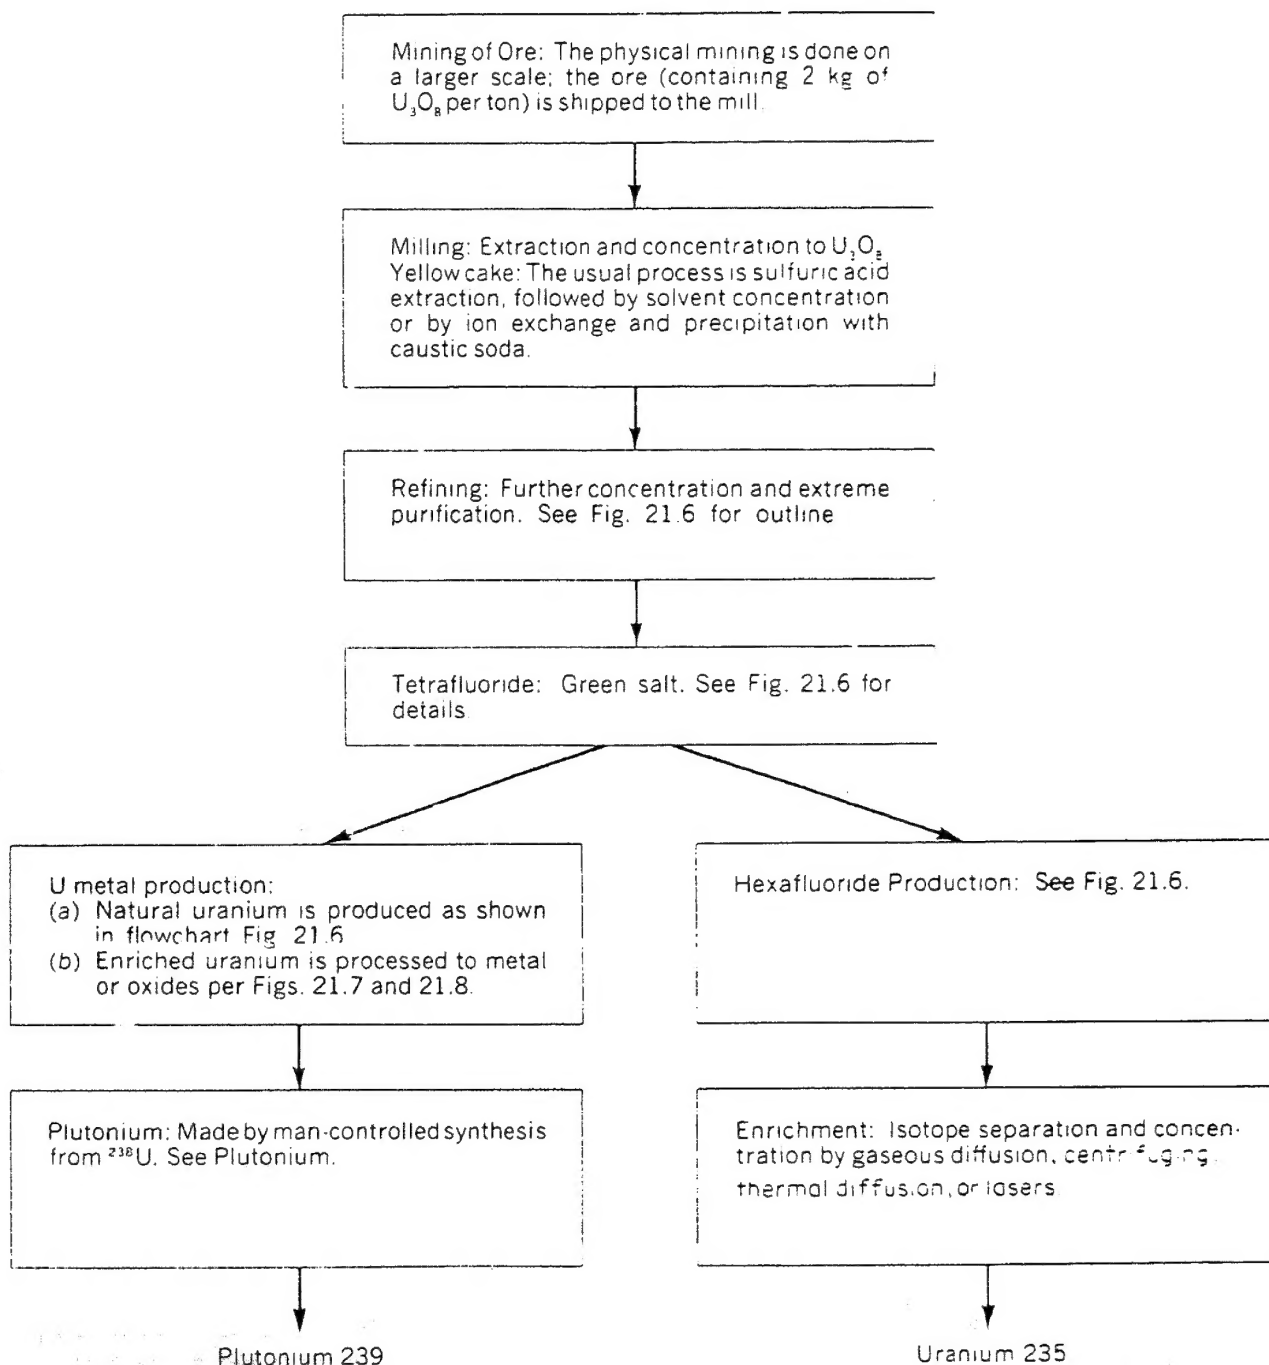 Mining of Ore: The physical mining is done on
a larger scale; the ore (containing 2 kg of
U₃O₈ per ton) is shipped to the mill.
Milling: Extraction and concentration to U₃O₈
Yellow cake: The usual process is sulfuric acid
extraction, followed by solvent concentration
or by ion exchange and precipitation with
caustic soda.
Refining: Further concentration and extreme
purification. See Fig. 21.6 for outline
Tetrafluoride: Green salt. See Fig. 21.6 for
details.
U metal production:
(a) Natural uranium is produced as shown
in flowchart Fig. 21.6
(b) Enriched uranium is processed to metal
or oxides per Figs. 21.7 and 21.8.
Plutonium: Made by man-controlled synthesis
from ²³⁸U. See Plutonium.
Plutonium 239
Hexafluoride Production: See Fig. 21.6.
Enrichment: Isotope separation and concen-
tration by gaseous diffusion, centrifuging,
thermal diffusion, or lasers.
Uranium 235